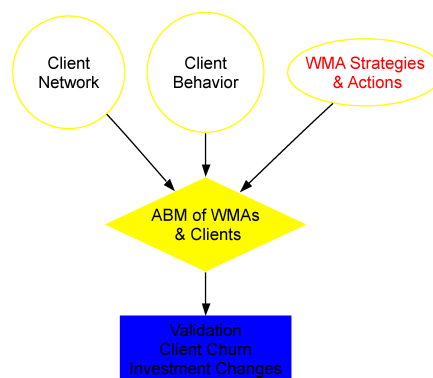 Client
Network
Client
Behavior
WMA Strategies
& Actions
ABM of WMAs
& Clients
Validation
Client Churn
Investment Changes